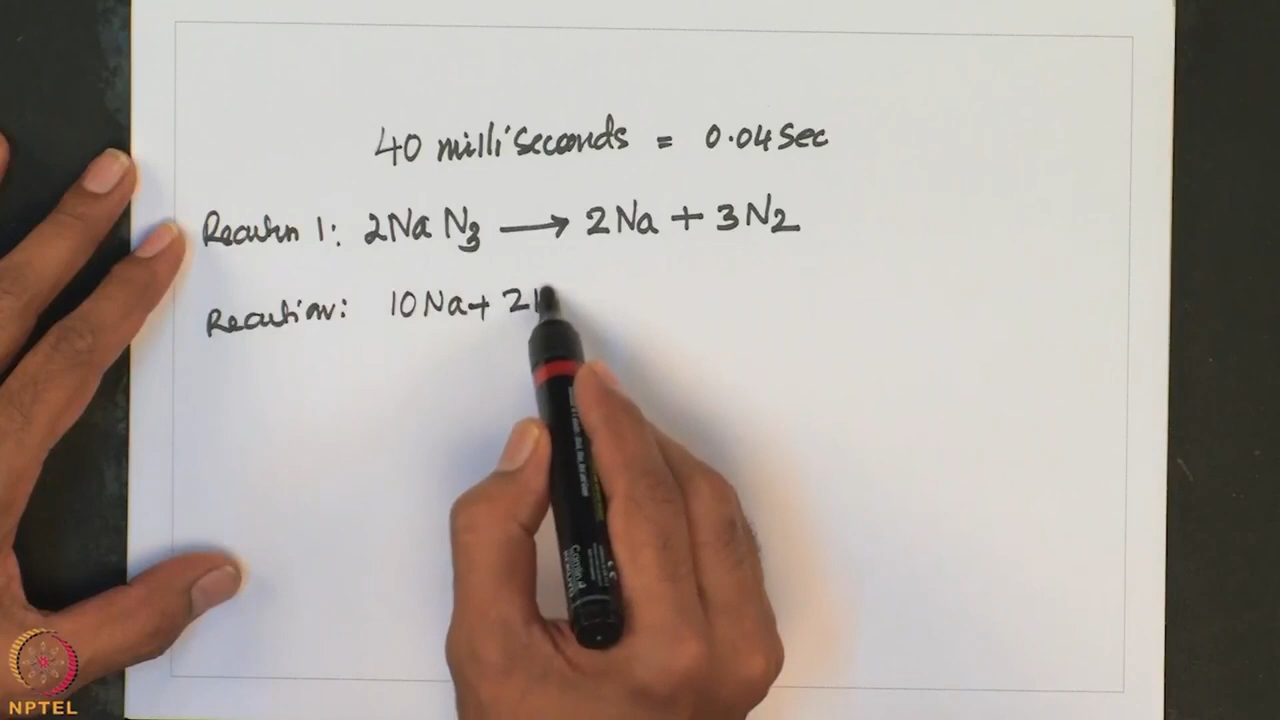 40 milliseconds = 0.04 Sec
Reaction 1: 2NaN3 → 2Na + 3N2
Reaction: 10Na + 2
NPTEL